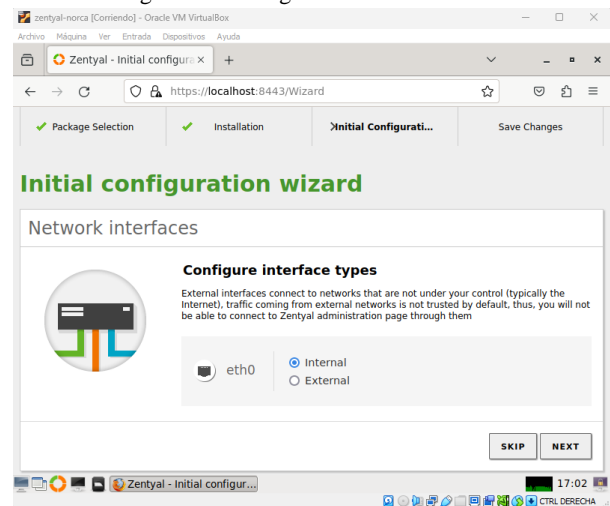 zentyal-norca [Corriendo] - Oracle VM VirtualBox
Archivo Máquina Ver Entrada Dispositivos Ayuda
Zentyal - Initial configura
https://localhost:8443/Wizard
Package Selection Installation Initial Configurati... Save Changes
Initial configuration wizard
Network interfaces
Configure interface types
External interfaces connect to networks that are not under your control (typically the
Internet), traffic coming from external networks is not trusted by default, thus, you will not
be able to connect to Zentyal administration page through them
eth0
Internal
External
SKIP NEXT
Zentyal - Initial configur...
17:02
CTRL DERECHA